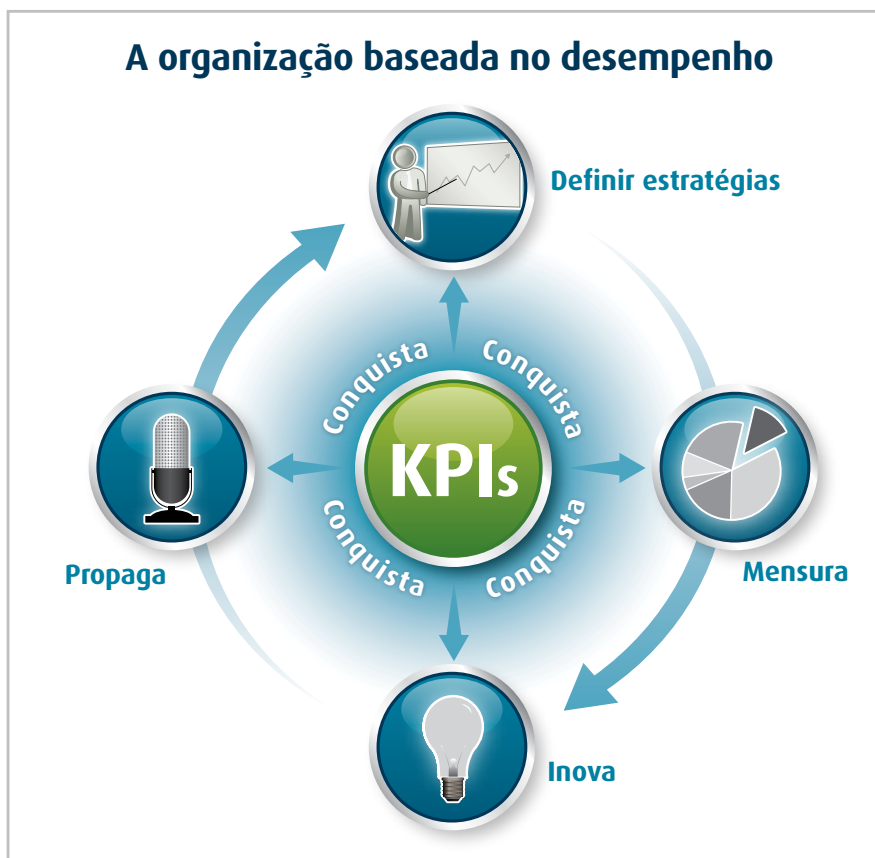 A organização baseada no desempenho
Definir estratégias
Conquista
Conquista
KPIs
Conquista
Conquista
Propaga
Mensura
Inova